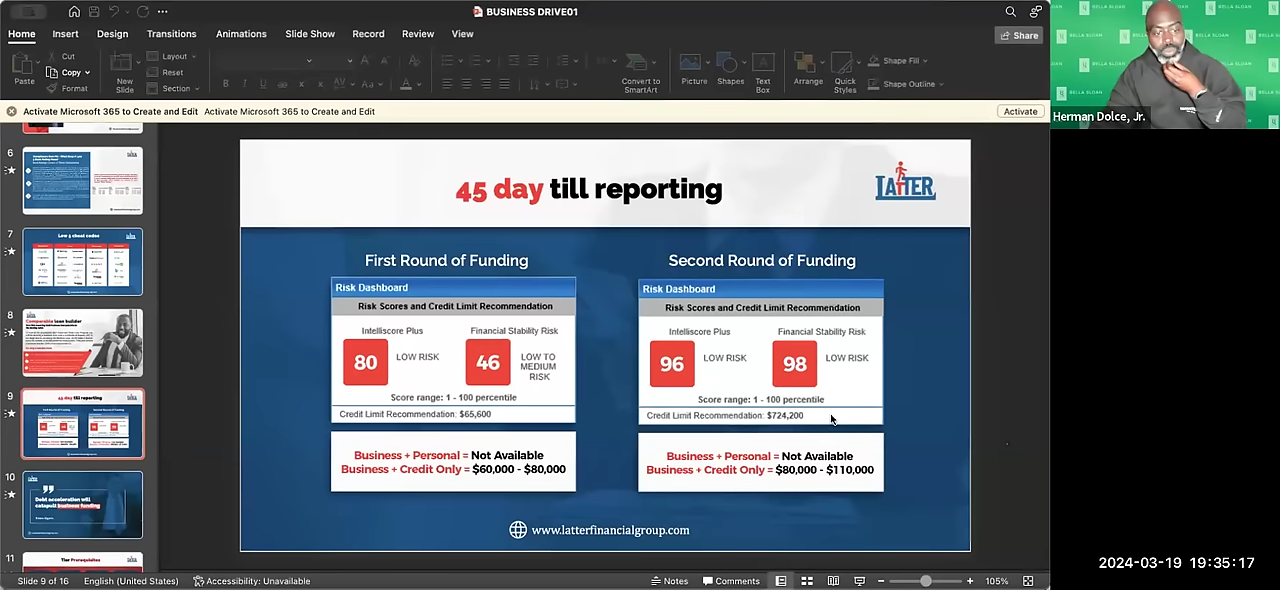 BUSINESS DRIVE01
Home Insert Design Transitions Animations Slide Show Record Review View
Share
Paste
Cut
Copy
Format
New Slide
Layout
Reset
Section
Convert to SmartArt
Picture
Shapes
Text Box
Arrange
Quick Styles
Shape Fill
Shape Outline
Activate Microsoft 365 to Create and Edit Activate Microsoft 365 to Create and Edit
Activate
6
7
Low 5 cheat codes
8
Comparable loan builder
9
45 day till reporting
10
Debt acceleration will
catapult business funding
11
Tier Prerequisites
45 day till reporting
LATTER
First Round of Funding
Risk Dashboard
Risk Scores and Credit Limit Recommendation
Intelliscore Plus
Financial Stability Risk
80
LOW RISK
46
LOW TO
MEDIUM
RISK
Score range: 1 - 100 percentile
Credit Limit Recommendation: $65,600
Business + Personal = Not Available
Business + Credit Only = $60,000 - $80,000
Second Round of Funding
Risk Dashboard
Risk Scores and Credit Limit Recommendation
Intelliscore Plus
Financial Stability Risk
96
LOW RISK
98
LOW RISK
Score range: 1 - 100 percentile
Credit Limit Recommendation: $724,200
Business + Personal = Not Available
Business + Credit Only = $80,000 - $110,000
www.latterfinancialgroup.com
Slide 9 of 16
English (United States)
Accessibility: Unavailable
Notes
Comments
105%
BELLA SLOAN
Herman Dolce, Jr.
2024-03-19 19:35:17